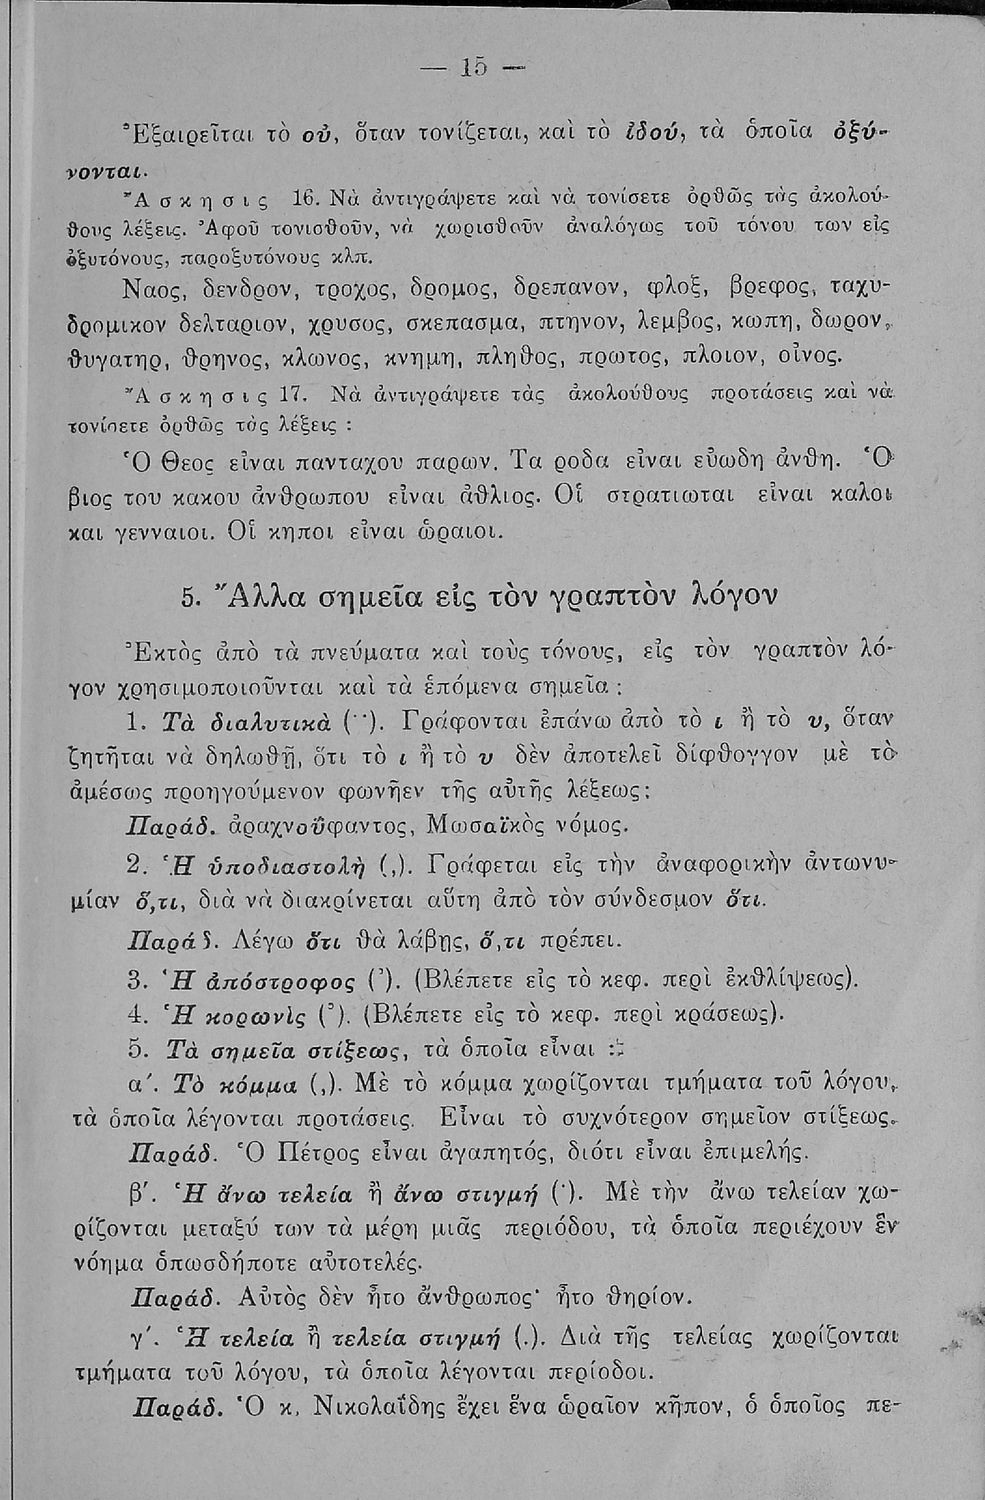 — 15 —
Ἐξαιρεῖται τὸ οὐ, ὅταν τονίζεται, καὶ τὸ ἰδού, τὰ ὁποῖα ὀξύ-
νονται.
Ἄσκησις 16. Νὰ ἀντιγράψετε καὶ νὰ τονίσετε ὀρθῶς τὰς ἀκολού-
θους λέξεις. Ἀφοῦ τονισθοῦν, νὰ χωρισθοῦν ἀναλόγως τοῦ τόνου των εἰς
ὀξυτόνους, παροξυτόνους κλπ.
Ναος, δενδρον, τροχος, δρομος, δρεπανον, φλοξ, βρεφος, ταχυ-
δρομικον δελταριον, χρυσος, σκεπασμα, πτηνον, λεμβος, κωπη, δωρον,
θυγατηρ, θρηνος, κλωνος, κνημη, πληθος, πρωτος, πλοιον, οἰνος.
Ἄσκησις 17. Νὰ ἀντιγράψετε τὰς ἀκολούθους προτάσεις καὶ νὰ
τονίσετε ὀρθῶς τὰς λέξεις :
Ὁ Θεος εἰναι πανταχου παρων. Τα ροδα εἰναι εὐωδη ἀνθη. Ὁ
βιος του κακου ἀνθρωπου εἰναι ἀθλιος. Οἱ στρατιωται εἰναι καλοι
και γενναιοι. Οἱ κηποι εἰναι ὡραιοι.
5. Ἄλλα σημεῖα εἰς τὸν γραπτὸν λόγον
Ἐκτὸς ἀπὸ τὰ πνεύματα καὶ τοὺς τόνους, εἰς τὸν γραπτὸν λό-
γον χρησιμοποιοῦνται καὶ τὰ ἑπόμενα σημεῖα :
1. Τὰ διαλυτικὰ (¨). Γράφονται ἐπάνω ἀπὸ τὸ ι ἢ τὸ υ, ὅταν
ζητῆται νὰ δηλωθῇ, ὅτι τὸ ι ἢ τὸ υ δὲν ἀποτελεῖ δίφθογγον μὲ τὸ
ἀμέσως προηγούμενον φωνῆεν τῆς αὐτῆς λέξεως:
Παράδ. ἀραχνοΰφαντος, Μωσαϊκὸς νόμος.
2. Ἡ ὑποδιαστολὴ (,). Γράφεται εἰς τὴν ἀναφορικὴν ἀντωνυ-
μίαν ὅ,τι, διὰ νὰ διακρίνεται αὕτη ἀπὸ τὸν σύνδεσμον ὅτι.
Παράδ. Λέγω ὅτι θὰ λάβῃς, ὅ,τι πρέπει.
3. Ἡ ἀπόστροφος (᾿). (Βλέπετε εἰς τὸ κεφ. περὶ ἐκθλίψεως).
4. Ἡ κορωνὶς (᾿). (Βλέπετε εἰς τὸ κεφ. περὶ κράσεως).
5. Τὰ σημεῖα στίξεως, τὰ ὁποῖα εἶναι :
α΄. Τὸ κόμμα (,). Μὲ τὸ κόμμα χωρίζονται τμήματα τοῦ λόγου,
τὰ ὁποῖα λέγονται προτάσεις. Εἶναι τὸ συχνότερον σημεῖον στίξεως.
Παράδ. Ὁ Πέτρος εἶναι ἀγαπητός, διότι εἶναι ἐπιμελής.
β΄. Ἡ ἄνω τελεία ἢ ἄνω στιγμή (·). Μὲ τὴν ἄνω τελείαν χω-
ρίζονται μεταξύ των τὰ μέρη μιᾶς περιόδου, τὰ ὁποῖα περιέχουν ἓν
νόημα ὁπωσδήποτε αὐτοτελές.
Παράδ. Αὐτὸς δὲν ἦτο ἄνθρωπος· ἦτο θηρίον.
γ΄. Ἡ τελεία ἢ τελεία στιγμή (.). Διὰ τῆς τελείας χωρίζονται
τμήματα τοῦ λόγου, τὰ ὁποῖα λέγονται περίοδοι.
Παράδ. Ὁ κ. Νικολαΐδης ἔχει ἕνα ὡραῖον κῆπον, ὁ ὁποῖος πε-